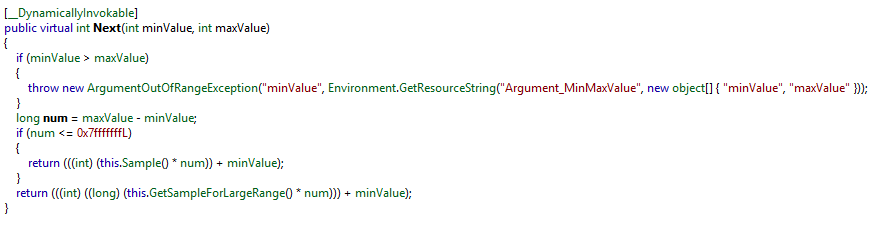 [__DynamicallyInvokable]
public virtual int Next(int minValue, int maxValue)
{
if (minValue > maxValue)
{
throw new ArgumentOutOfRangeException("minValue", Environment.GetResourceString("Argument_MinMaxValue", new object[] { "minValue", "maxValue" }));
}
long num = maxValue - minValue;
if (num <= 0x7fffffffL)
{
return (((int) (this.Sample() * num)) + minValue);
}
return (((int) ((long) (this.GetSampleForLargeRange() * num))) + minValue);
}